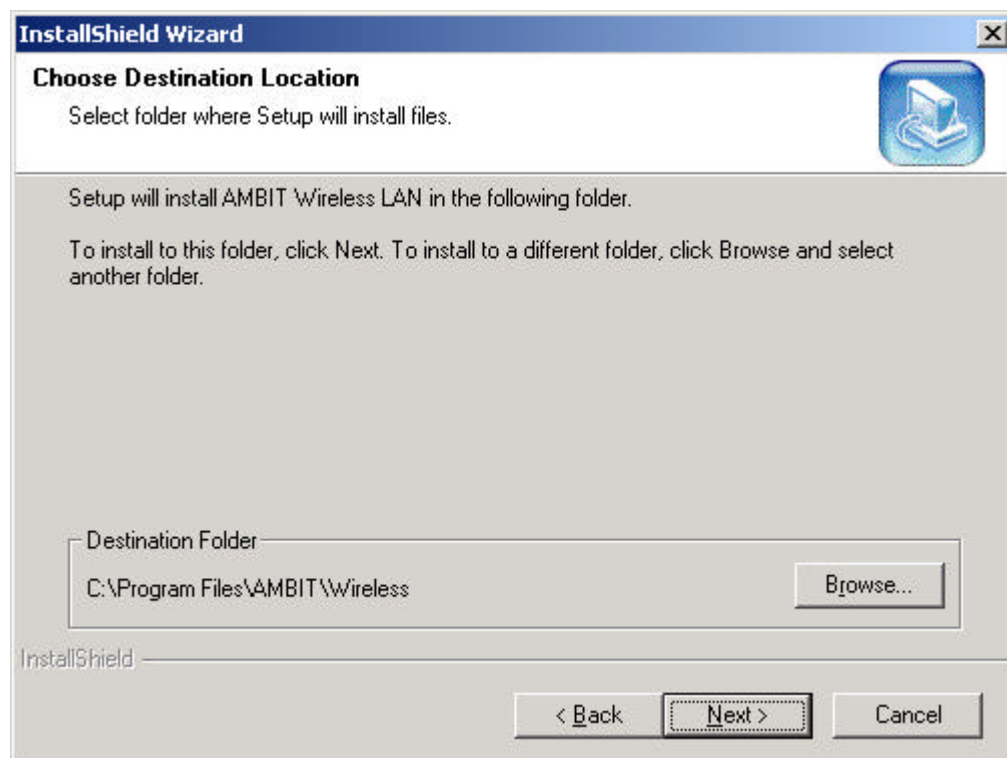 InstallShield Wizard
Choose Destination Location
Select folder where Setup will install files.
Setup will install AMBIT Wireless LAN in the following folder.
To install to this folder, click Next. To install to a different folder, click Browse and select
another folder.
Destination Folder
C:\Program Files\AMBIT\Wireless
Browse...
InstallShield
< Back
Next >
Cancel